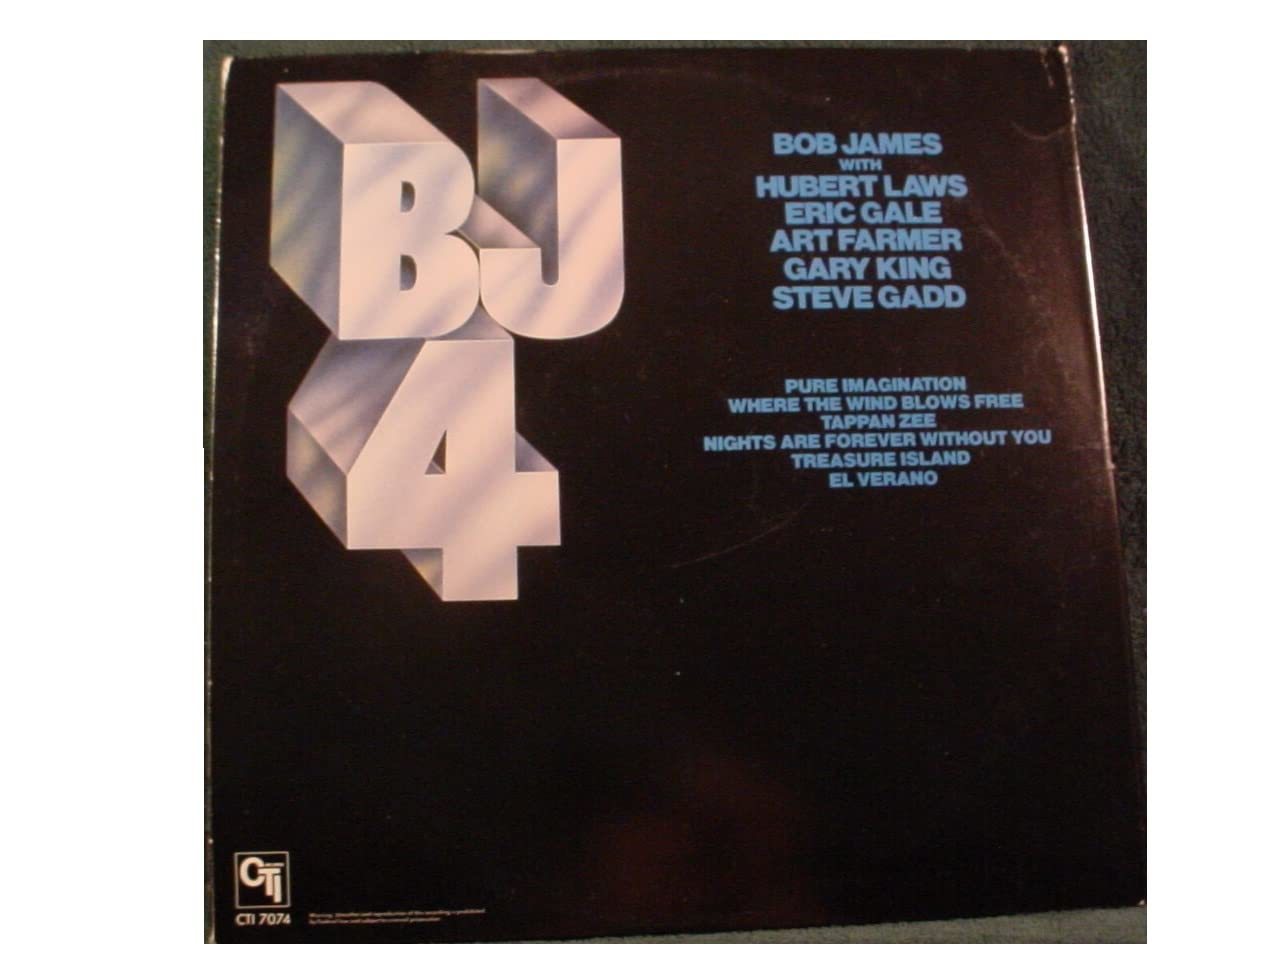 BJ
4
BOB JAMES
WITH
HUBERT LAWS
ERIC GALE
ART FARMER
GARY KING
STEVE GADD
PURE IMAGINATION
WHERE THE WIND BLOWS FREE
TAPPAN ZEE
NIGHTS ARE FOREVER WITHOUT YOU
TREASURE ISLAND
EL VERANO
CTI
CTI 7074